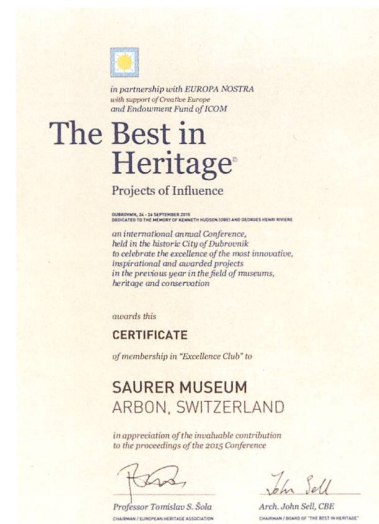 in partnership with EUROPA NOSTRA
with support of Creative Europe
and Endowment Fund of ICOM
The Best in
Heritage©
Projects of Influence
DUBROVNIK, 24 - 26 SEPTEMBER 2015
DEDICATED TO THE MEMORY OF KENNETH HUDSON (OBE) AND GEORGES HENRI RIVIERE
an international annual Conference,
held in the historic City of Dubrovnik
to celebrate the excellence of the most innovative,
inspirational and awarded projects
in the previous year in the field of museums,
heritage and conservation
awards this
CERTIFICATE
of membership in "Excellence Club" to
SAURER MUSEUM
ARBON, SWITZERLAND
in appreciation of the invaluable contribution
to the proceedings of the 2015 Conference
John Sell
Professor Tomislav S. Šola
Arch. John Sell, CBE
CHAIRMAN / EUROPEAN HERITAGE ASSOCIATION
CHAIRMAN / BOARD OF "THE BEST IN HERITAGE"